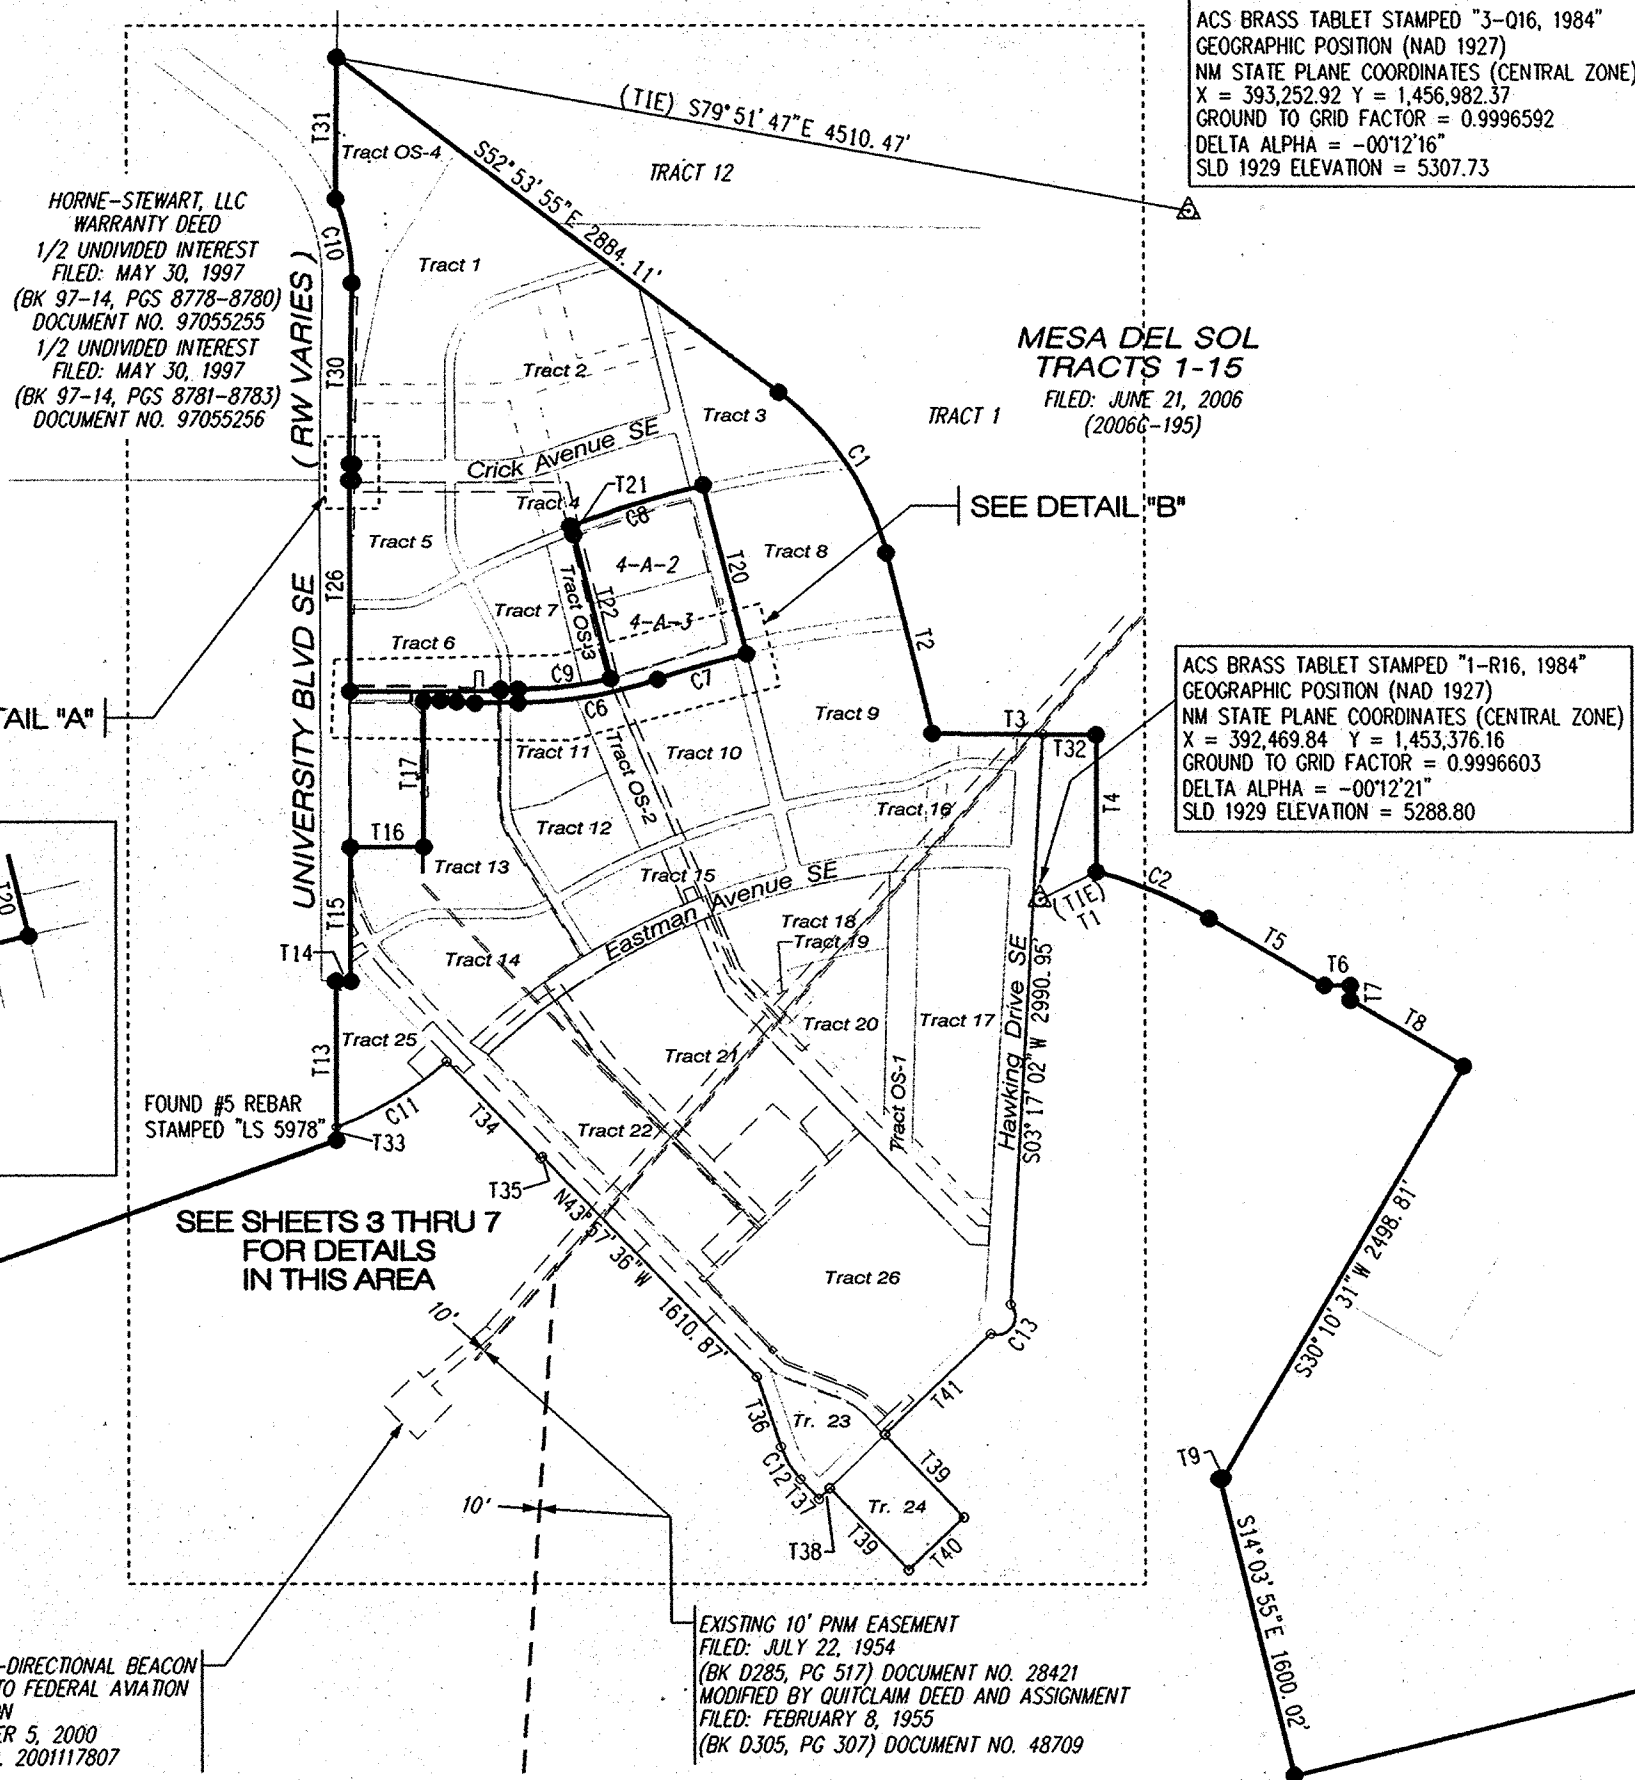 ACS BRASS TABLET STAMPED "3-Q16, 1984"
GEOGRAPHIC POSITION (NAD 1927)
NM STATE PLANE COORDINATES (CENTRAL ZONE)
X = 393,252.92 Y = 1,456,982.37
GROUND TO GRID FACTOR = 0.9996592
DELTA ALPHA = -00°12'16"
SLD 1929 ELEVATION = 5307.73
(TIE) S79°51'47"E 4510.47'
S52°53'55"E 2884.11'
T31
Tract OS-4
TRACT 12
HORNE-STEWART, LLC
WARRANTY DEED
1/2 UNDIVIDED INTEREST
FILED: MAY 30, 1997
(BK 97-14, PGS 8778-8780)
DOCUMENT NO. 97055255
1/2 UNDIVIDED INTEREST
FILED: MAY 30, 1997
(BK 97-14, PGS 8781-8783)
DOCUMENT NO. 97055256
C10
( RW VARIES )
T30
Tract 1
Tract 2
Tract 3
MESA DEL SOL
TRACTS 1-15
FILED: JUNE 21, 2006
(2006C-195)
TRACT 1
C1
Crick Avenue SE
Tract 4
T21
C8
SEE DETAIL "B"
Tract 5
T26
4-A-2
T20
Tract 8
Tract 7
Tract OS-3
T22
4-A-3
T2
UNIVERSITY BLVD SE
Tract 6
C9
C7
C6
ACS BRASS TABLET STAMPED "1-R16, 1984"
GEOGRAPHIC POSITION (NAD 1927)
NM STATE PLANE COORDINATES (CENTRAL ZONE)
X = 392,469.84 Y = 1,453,376.16
GROUND TO GRID FACTOR = 0.9996603
DELTA ALPHA = -00°12'21"
SLD 1929 ELEVATION = 5288.80
TAIL "A"
Tract 9
T3
T32
Tract 11
Tract 10
T17
Tract OS-2
T4
Tract 16
Tract 12
T16
Tract 13
Tract 15
T20
T15
Eastman Avenue SE
(TIE)
T1
C2
Tract 18
Tract 19
T14
Tract 14
T5
T6
T7
T8
Tract 20
Tract 17
Hawking Drive SE
S03°17'02"W 2990.95'
Tract 25
T13
Tract 21
Tract OS-1
FOUND #5 REBAR
STAMPED "LS 5978"
C11
T33
T34
Tract 22
T35
N43°57'36"W 1610.87'
SEE SHEETS 3 THRU 7
FOR DETAILS
IN THIS AREA
Tract 26
S30°10'31"W 2498.81'
10'
C13
T41
T36
Tr. 23
T39
C12
T37
T9
10'
Tr. 24
T38
T39
T40
S14°03'55"E 1600.02'
EXISTING 10' PNM EASEMENT
FILED: JULY 22, 1954
(BK D285, PG 517) DOCUMENT NO. 28421
MODIFIED BY QUITCLAIM DEED AND ASSIGNMENT
FILED: FEBRUARY 8, 1955
(BK D305, PG 307) DOCUMENT NO. 48709
-DIRECTIONAL BEACON
TO FEDERAL AVIATION
ON
ER 5, 2000
. 2001117807